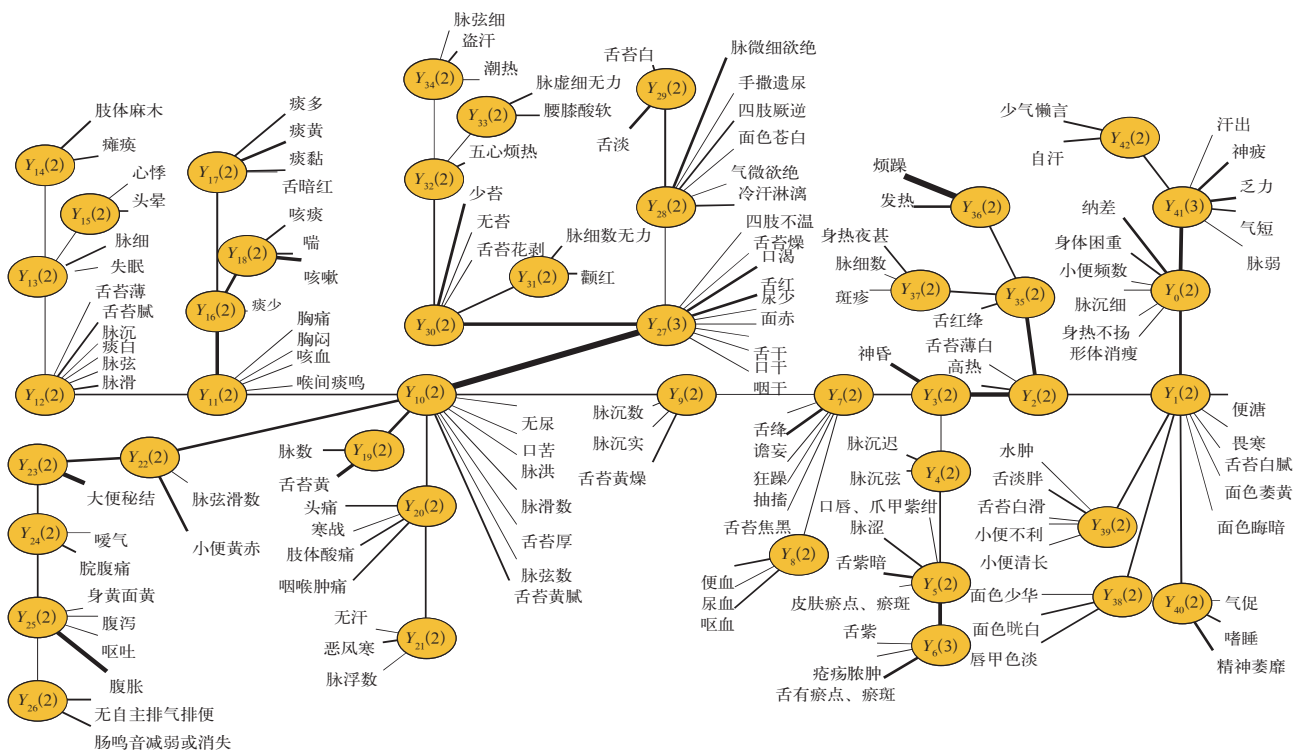 脉弦细
盗汗
潮热
Y34(2)
脉虚细无力
腰膝酸软
Y33(2)
五心烦热
Y32(2)
少苔
无苔
舌苔花剥
脉细数无力
颧红
Y31(2)
Y30(2)
舌苔白
Y29(2)
舌淡
脉微细欲绝
手撒遗尿
四肢厥逆
面色苍白
气微欲绝
冷汗淋漓
Y28(2)
四肢不温
舌苔燥
口渴
舌红
尿少
面赤
舌干
口干
咽干
Y27(3)
肢体麻木
瘫痪
Y14(2)
心悸
头晕
Y15(2)
脉细
失眠
Y13(2)
舌苔薄
舌苔腻
脉沉
痰白
脉弦
脉滑
Y12(2)
痰多
痰黄
痰黏
舌暗红
Y17(2)
咳痰
喘
咳嗽
Y18(2)
痰少
Y16(2)
胸痛
胸闷
咳血
喉间痰鸣
Y11(2)
Y10(2)
无尿
口苦
脉洪
脉滑数
舌苔厚
脉弦数
舌苔黄腻
脉数
舌苔黄
Y19(2)
头痛
寒战
肢体酸痛
咽喉肿痛
Y20(2)
无汗
恶风寒
脉浮数
Y21(2)
Y22(2)
脉弦滑数
小便黄赤
Y23(2)
大便秘结
Y24(2)
嗳气
脘腹痛
Y25(2)
身黄面黄
腹泻
呕吐
腹胀
Y26(2)
无自主排气排便
肠鸣音减弱或消失
Y9(2)
脉沉数
脉沉实
舌苔黄燥
Y7(2)
舌绛
谵妄
狂躁
抽搐
舌苔焦黑
Y8(2)
便血
尿血
呕血
神昏
Y3(2)
脉沉迟
脉沉弦
Y4(2)
口唇、爪甲紫绀
脉涩
舌紫暗
皮肤瘀点、瘀斑
Y5(2)
舌紫
疮疡脓肿
舌有瘀点、瘀斑
Y6(3)
舌苔薄白
高热
Y2(2)
烦躁
发热
Y36(2)
身热夜甚
脉细数
斑疹
Y37(2)
舌红绛
Y35(2)
少气懒言
自汗
Y42(2)
汗出
神疲
乏力
气短
脉弱
Y41(3)
纳差
身体困重
小便频数
脉沉细
身热不扬
形体消瘦
Y0(2)
Y1(2)
便溏
畏寒
舌苔白腻
面色萎黄
面色晦暗
水肿
舌淡胖
舌苔白滑
小便不利
小便清长
Y39(2)
面色少华
面色㿠白
唇甲色淡
Y38(2)
Y40(2)
气促
嗜睡
精神萎靡